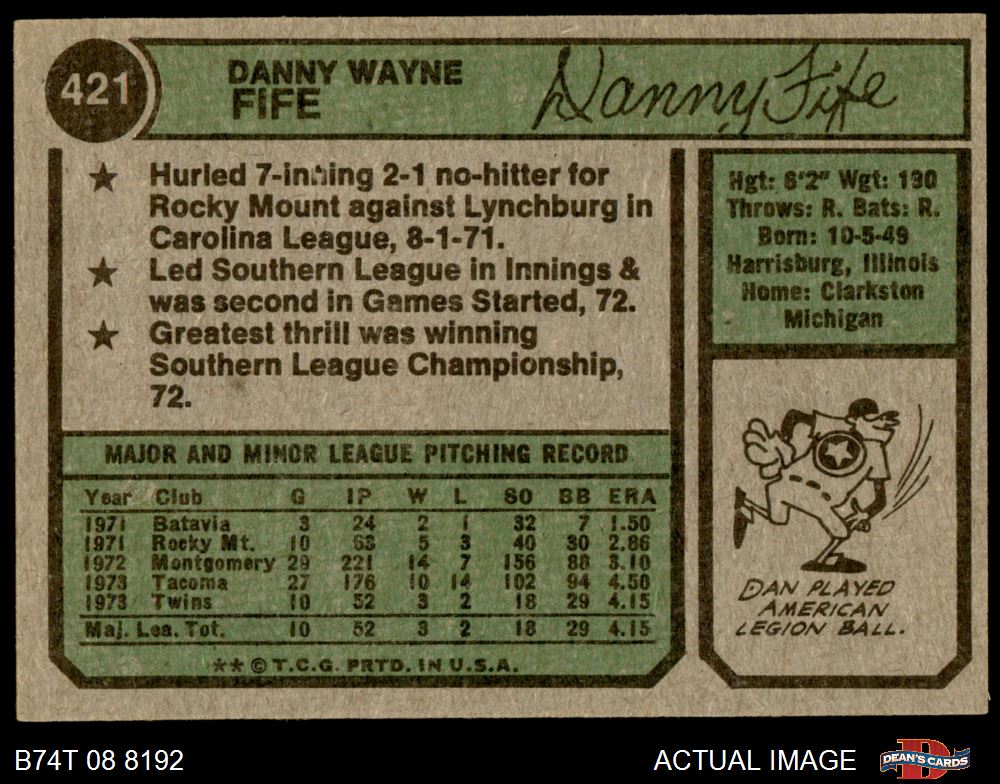 421
DANNY WAYNE
FIFE
Danny Fife
★ Hurled 7-inning 2-1 no-hitter for
Rocky Mount against Lynchburg in
Carolina League, 8-1-71.
★ Led Southern League in Innings &
was second in Games Started, 72.
★ Greatest thrill was winning
Southern League Championship,
72.
Hgt: 6'2" Wgt: 190
Throws: R. Bats: R.
Born: 10-5-49
Harrisburg, Illinois
Home: Clarkston
Michigan
MAJOR AND MINOR LEAGUE PITCHING RECORD
Year Club G IP W L SO BB ERA
1971 Batavia 3 24 2 1 32 7 1.50
1971 Rocky Mt. 10 63 5 3 40 30 2.86
1972 Montgomery 29 221 14 7 156 88 3.10
1973 Tacoma 27 176 10 14 102 94 4.50
1973 Twins 10 52 3 2 18 29 4.15
Maj. Lea. Tot. 10 52 3 2 18 29 4.15
** © T.C.G. PRTD. IN U.S.A.
DAN PLAYED
AMERICAN
LEGION BALL.
B74T 08 8192
ACTUAL IMAGE
DEAN'S CARDS